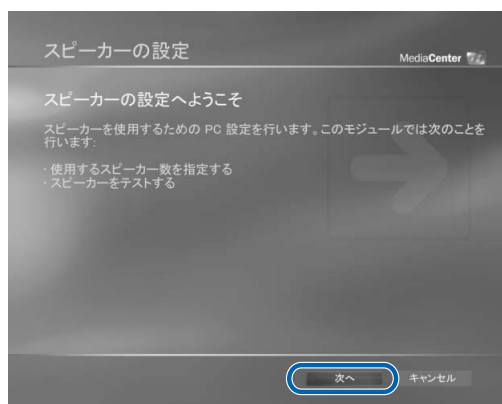 スピーカーの設定
MediaCenter
スピーカーの設定へようこそ
スピーカーを使用するための PC 設定を行います。このモジュールでは次のことを
行います:
· 使用するスピーカー数を指定する
· スピーカーをテストする
次へ
キャンセル